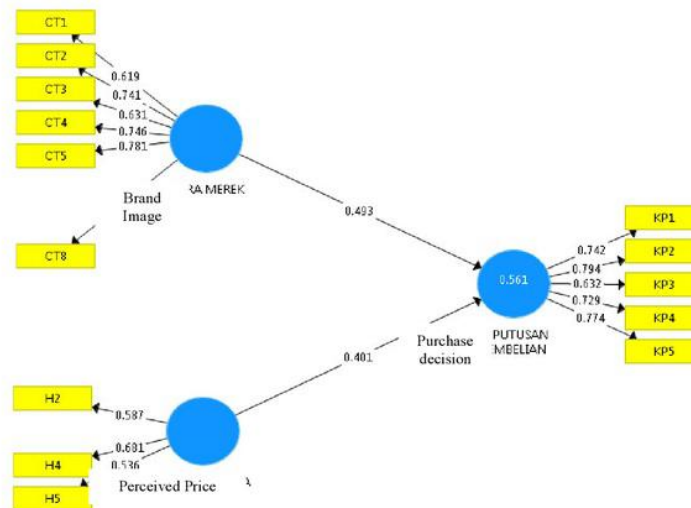 CT1
CT2
CT3
CT4
CT5
CT8
0.619
0.741
0.631
0.746
0.781
RA MEREK
Brand
Image
0.493
0.561
PUTUSAN
MBELIAN
Purchase
decision
0.401
KP1
KP2
KP3
KP4
KP5
0.742
0.794
0.632
0.729
0.774
H2
H4
H5
0.587
0.681
0.536
Perceived Price